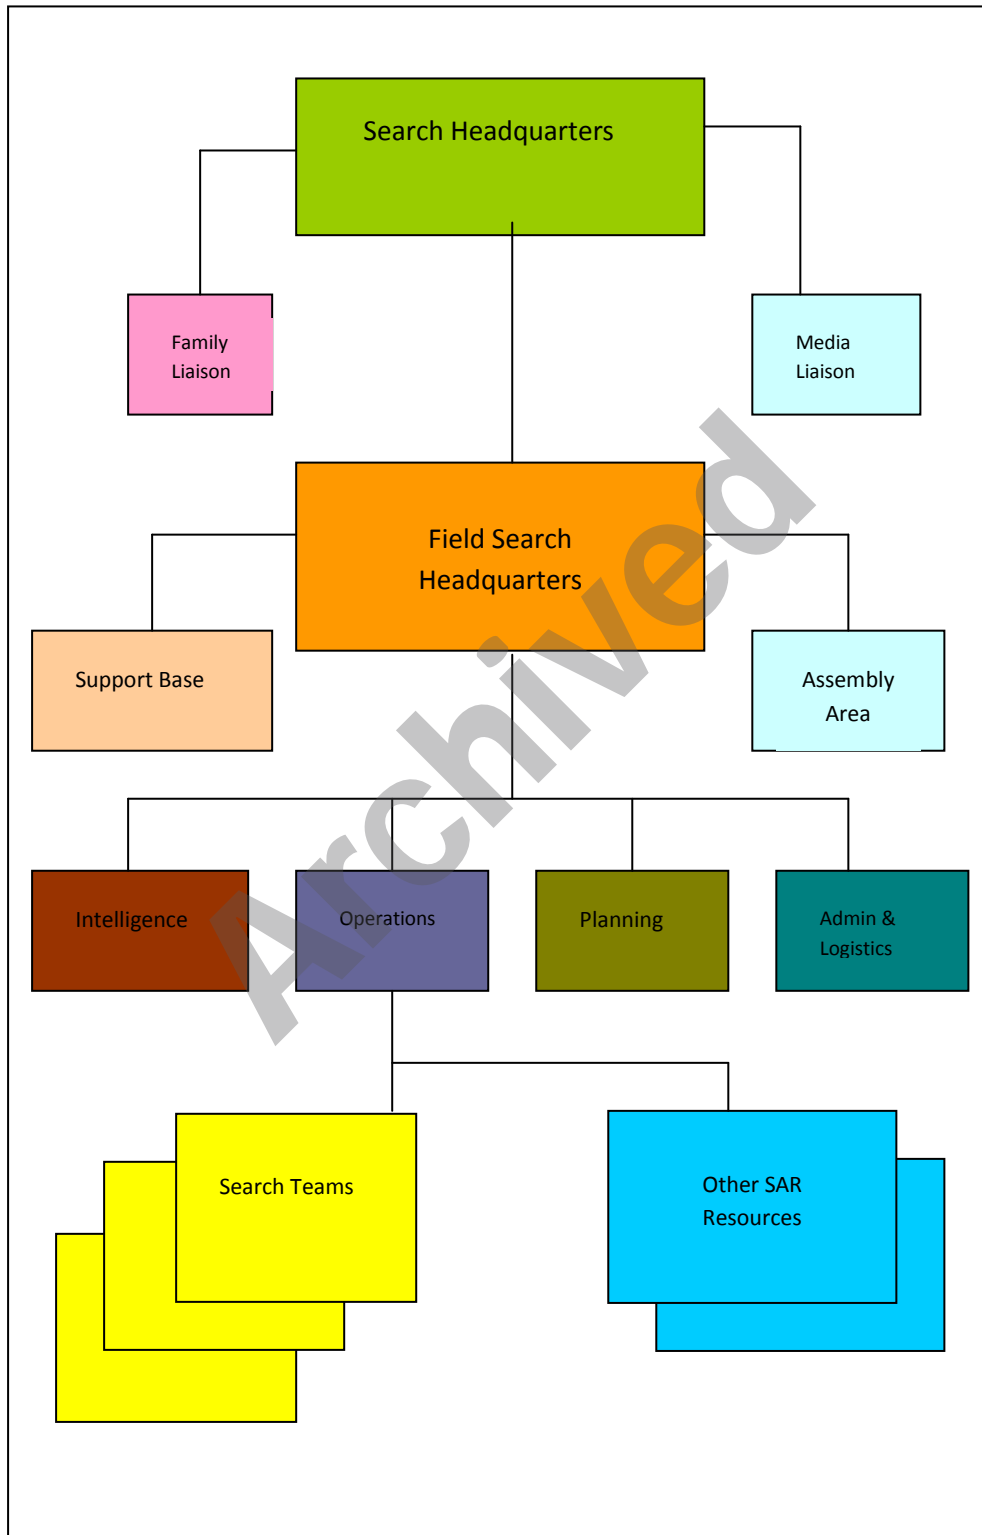 Search Headquarters
Family
Liaison
Media
Liaison
Field Search
Headquarters
Support Base
Assembly
Area
Intelligence
Operations
Planning
Admin &
Logistics
Search Teams
Other SAR
Resources
Archived